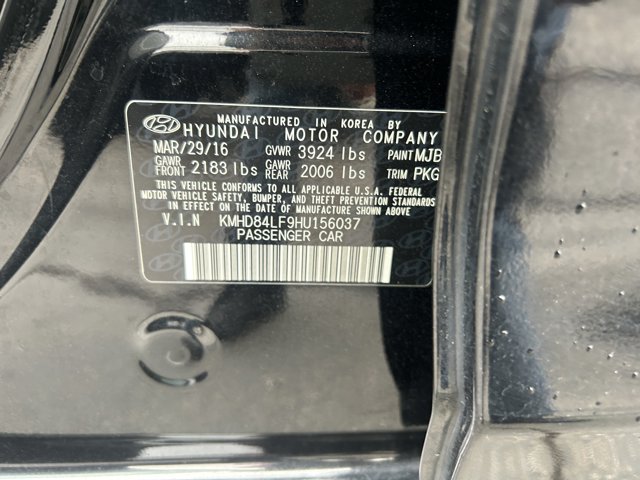 MANUFACTURED IN KOREA BY
HYUNDAI MOTOR COMPANY
MAR/29/16 GVWR 3924 lbs PAINT MJB
GAWR FRONT 2183 lbs GAWR REAR 2006 lbs TRIM PKG
THIS VEHICLE CONFORMS TO ALL APPLICABLE U.S.A. FEDERAL
MOTOR VEHICLE SAFETY, BUMPER, AND THEFT PREVENTION STANDARDS
IN EFFECT ON THE DATE OF MANUFACTURE SHOWN ABOVE.
V.I.N KMHD84LF9HU156037
PASSENGER CAR